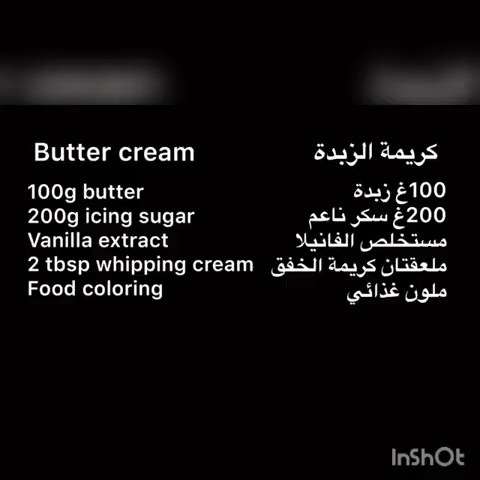 Butter cream
100g butter
200g icing sugar
Vanilla extract
2 tbsp whipping cream
Food coloring
كريمة الزبدة
100غ زبدة
200غ سكر ناعم
مستخلص الفانيلا
ملعقتان كريمة الخفق
ملون غذائي
InShOt